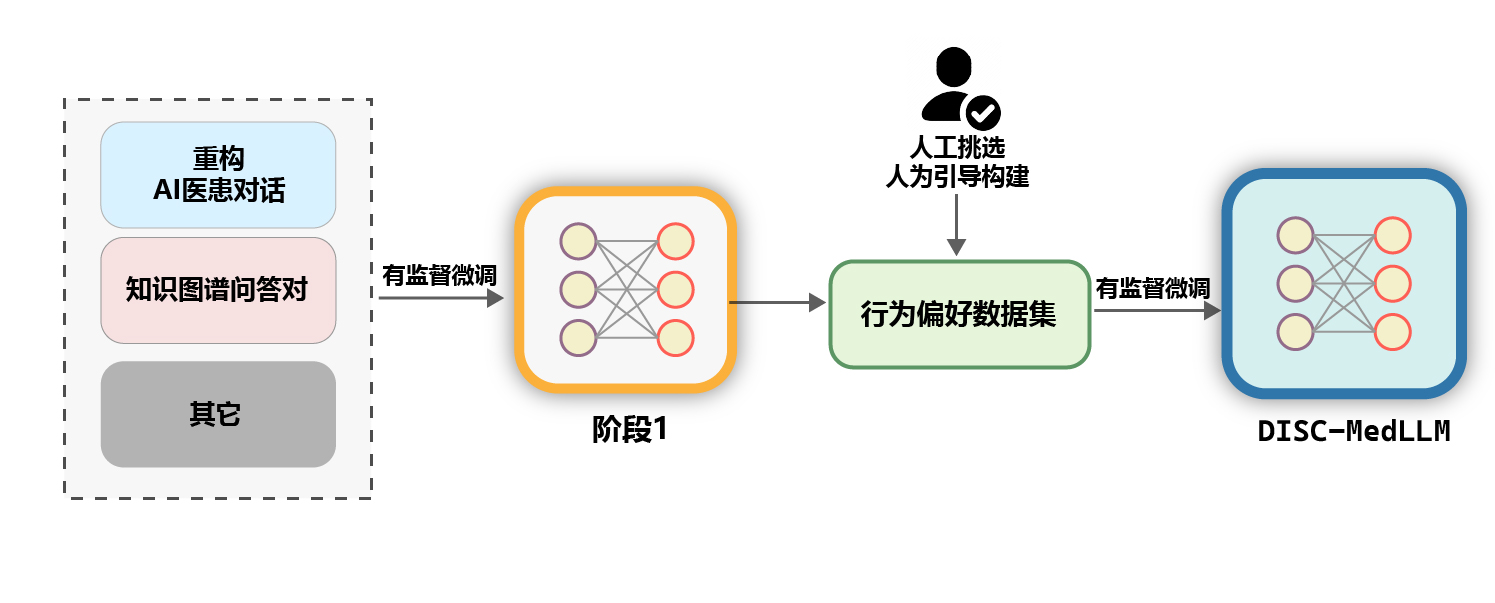 重构
AI医患对话
知识图谱问答对
其它
有监督微调
阶段1
人工挑选
人为引导构建
行为偏好数据集
有监督微调
DISC-MedLLM